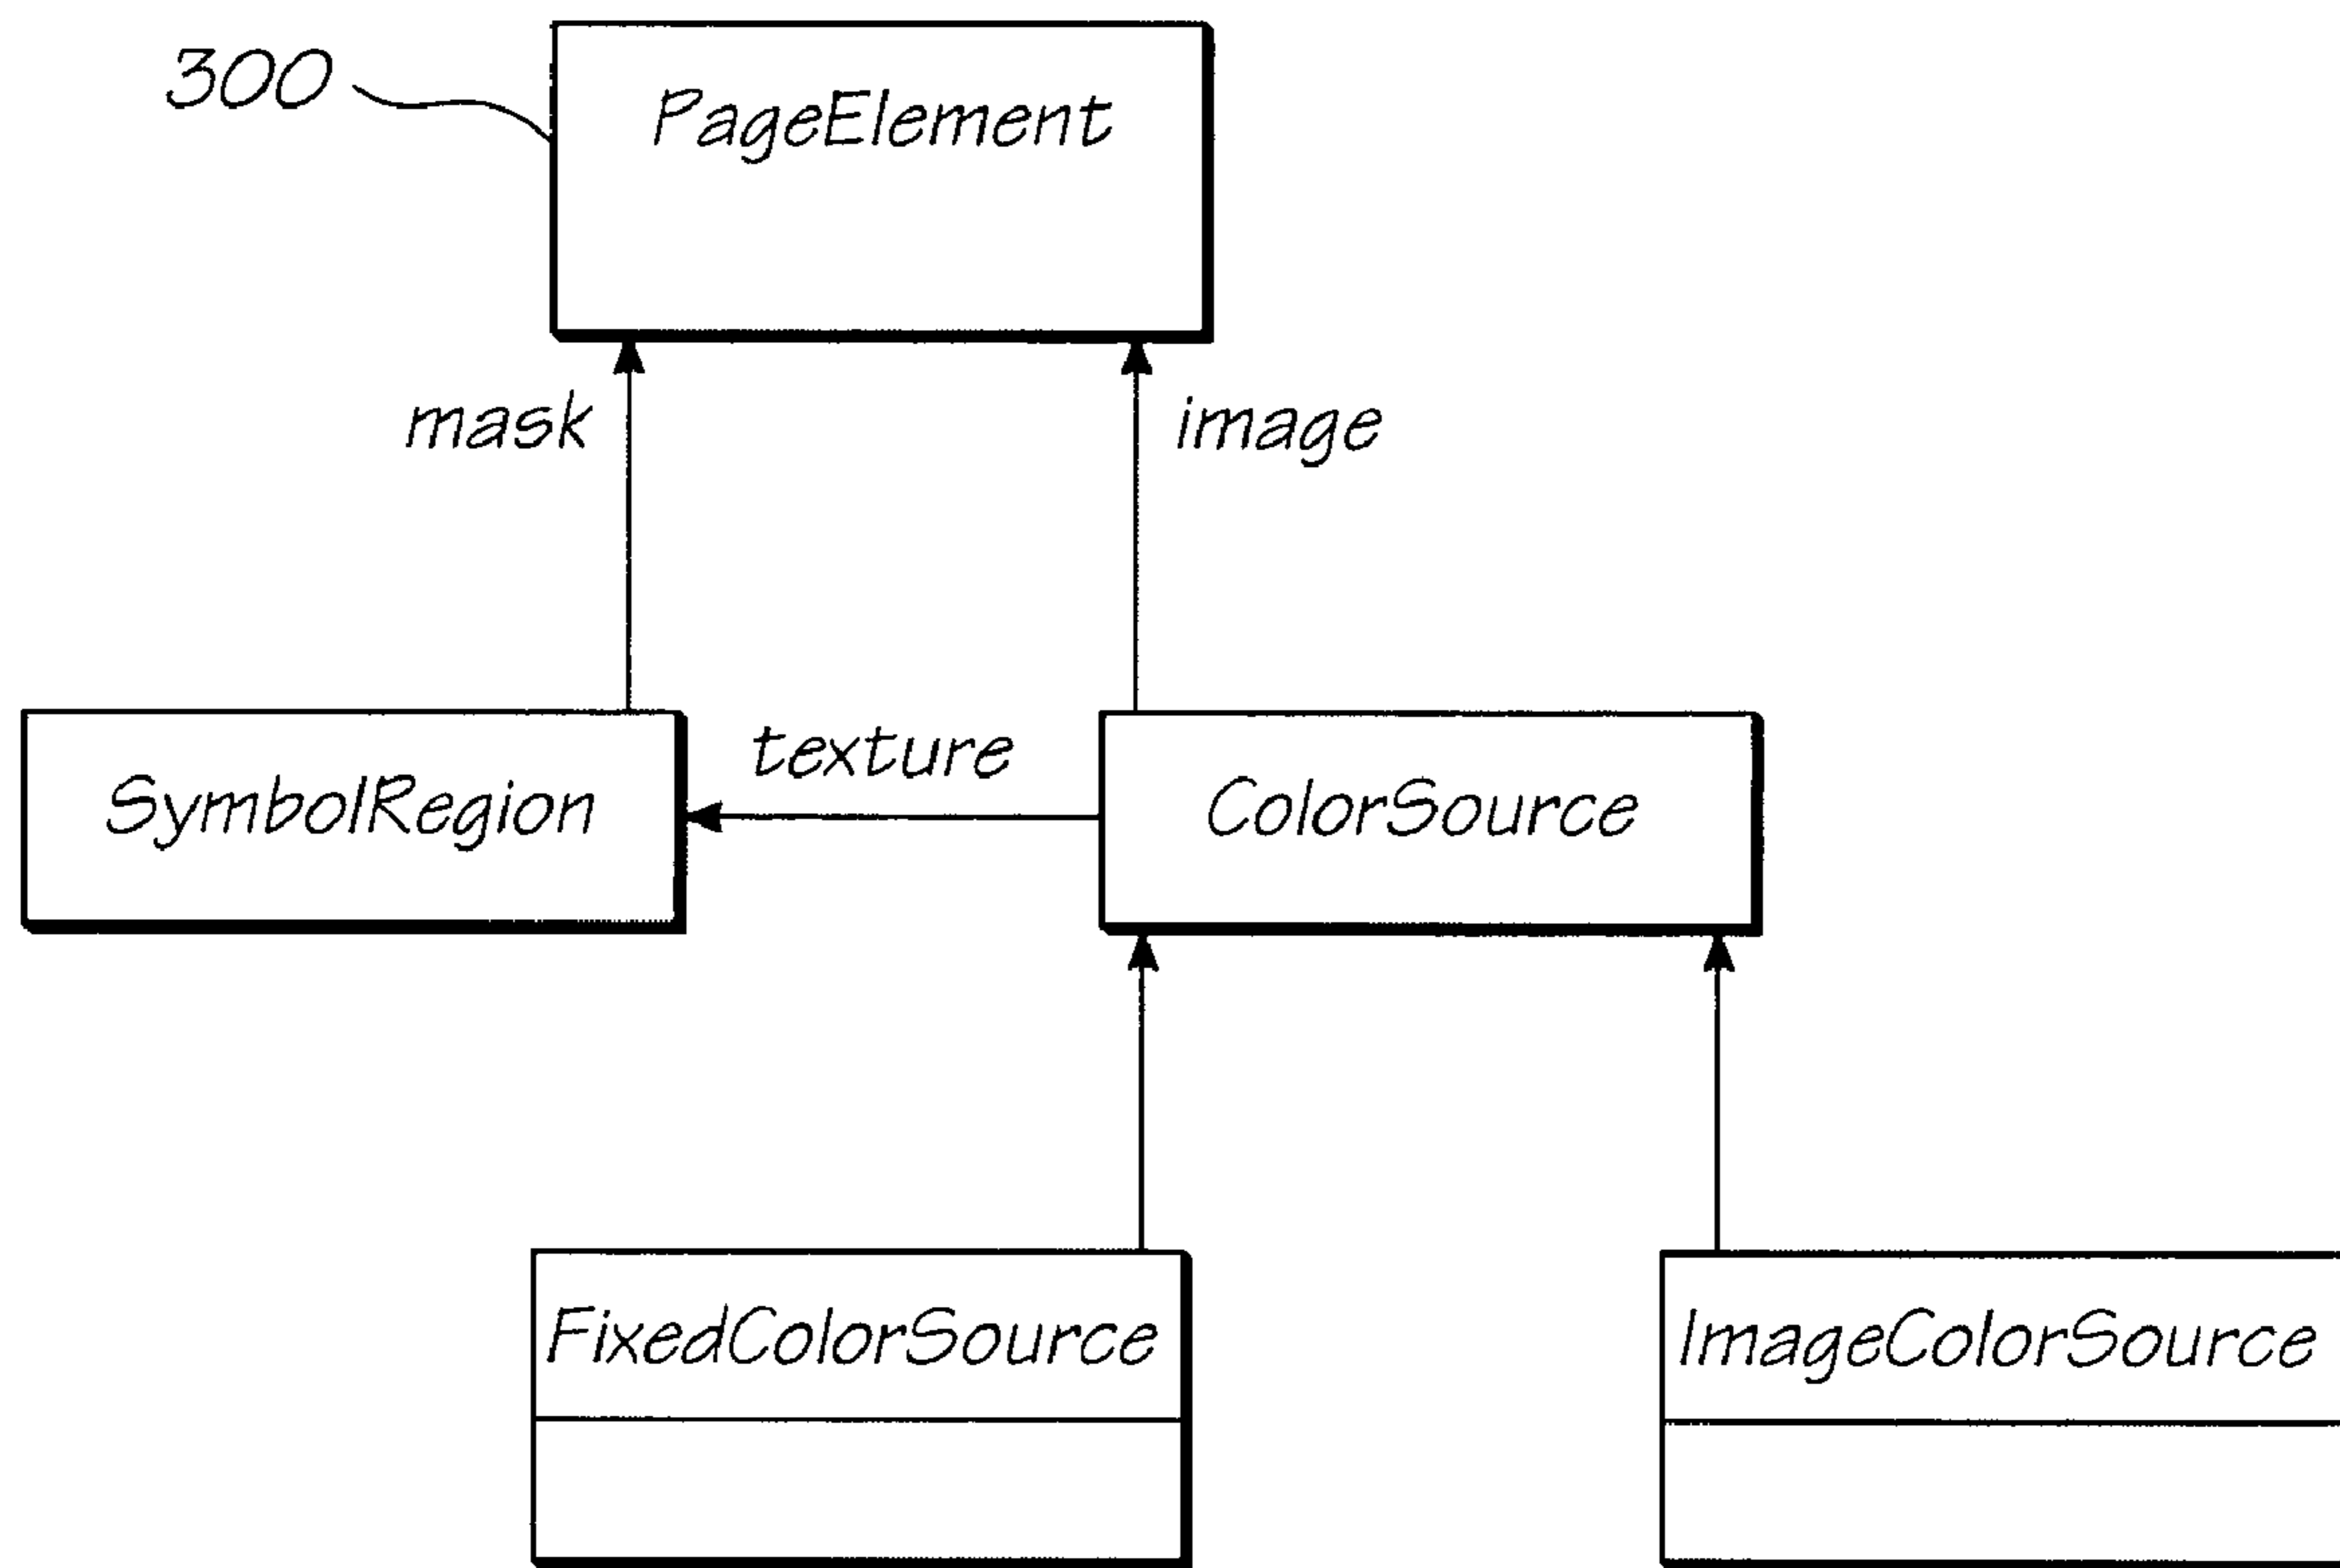 300
PageElement
mask
image
texture
SymbolRegion
ColorSource
FixedColorSource
ImageColorSource